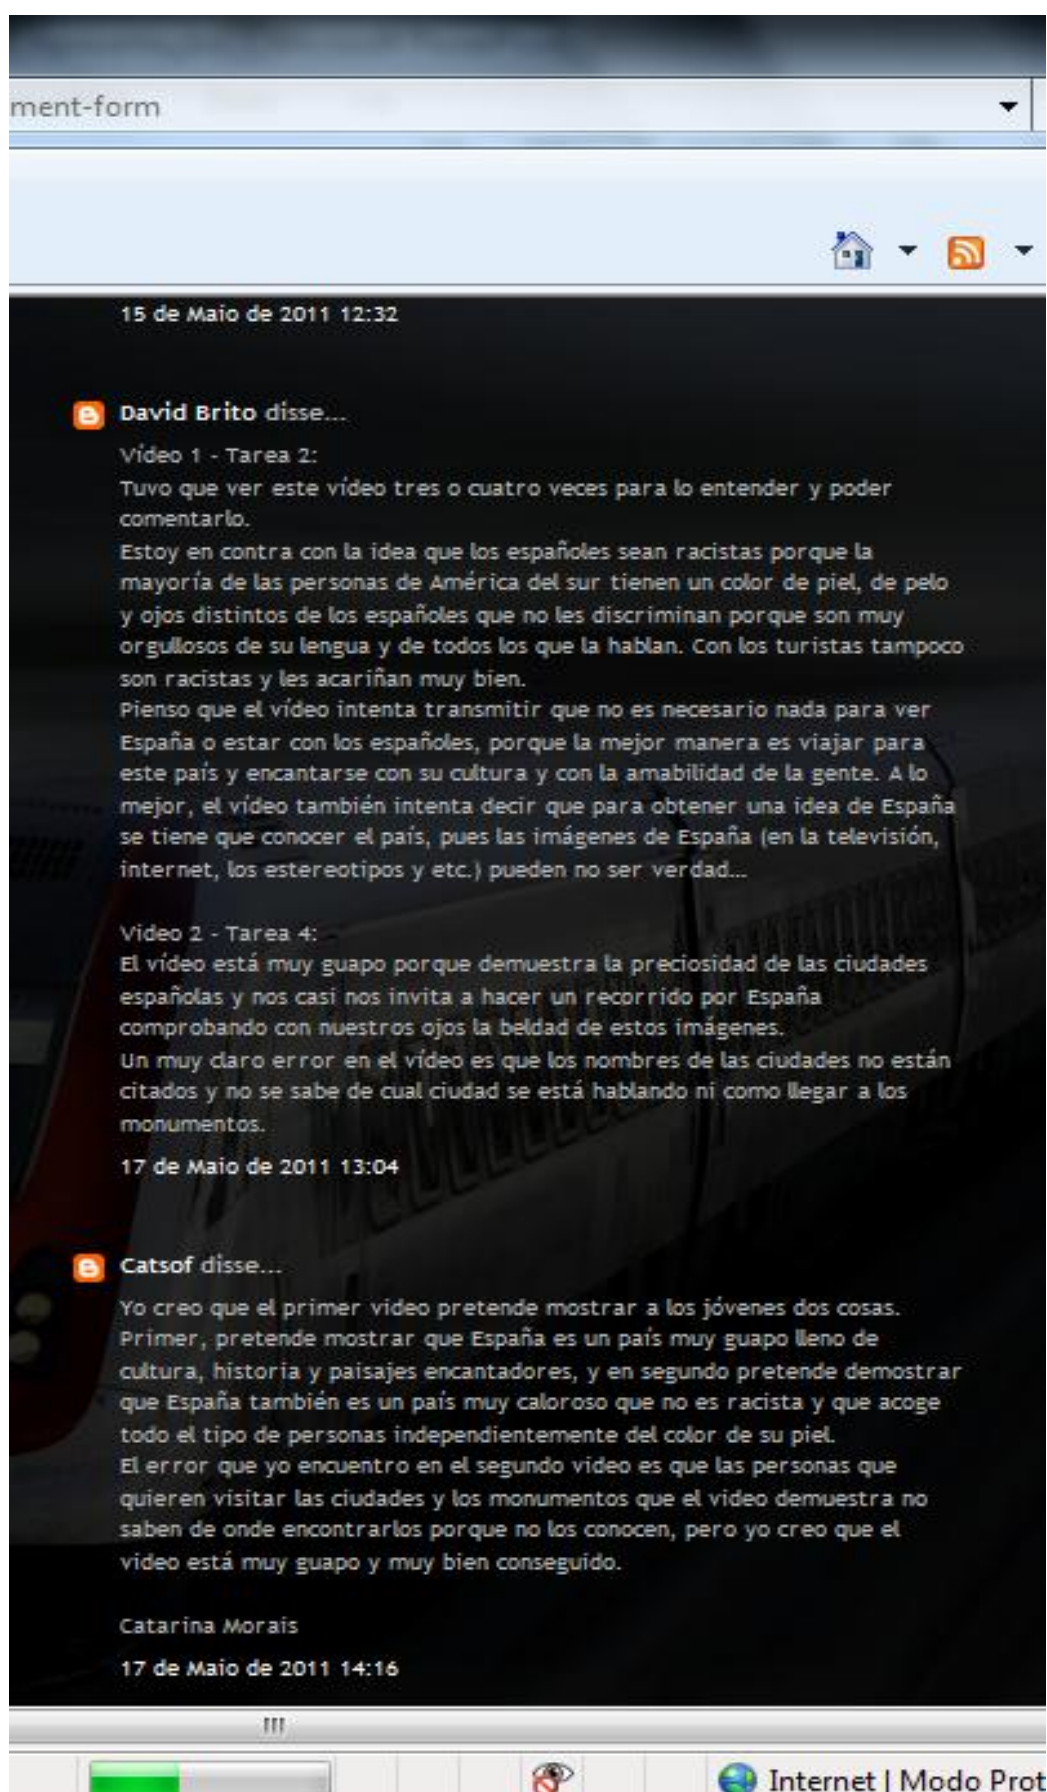 ment-form
15 de Maio de 2011 12:32
David Brito disse...
Vídeo 1 - Tarea 2:
Tuvo que ver este vídeo tres o cuatro veces para lo entender y poder
comentarlo.
Estoy en contra con la idea que los españoles sean racistas porque la
mayoría de las personas de América del sur tienen un color de piel, de pelo
y ojos distintos de los españoles que no les discriminan porque son muy
orgullosos de su lengua y de todos los que la hablan. Con los turistas tampoco
son racistas y les acariñan muy bien.
Pienso que el vídeo intenta transmitir que no es necesario nada para ver
España o estar con los españoles, porque la mejor manera es viajar para
este país y encantarse con su cultura y con la amabilidad de la gente. A lo
mejor, el vídeo también intenta decir que para obtener una idea de España
se tiene que conocer el país, pues las imágenes de España (en la televisión,
internet, los estereotipos y etc.) pueden no ser verdad...
Video 2 - Tarea 4:
El vídeo está muy guapo porque demuestra la preciosidad de las ciudades
españolas y nos casi nos invita a hacer un recorrido por España
comprobando con nuestros ojos la beldad de estos imágenes.
Un muy claro error en el vídeo es que los nombres de las ciudades no están
citados y no se sabe de cual ciudad se está hablando ni como llegar a los
monumentos.
17 de Maio de 2011 13:04
Catsof disse...
Yo creo que el primer video pretende mostrar a los jóvenes dos cosas.
Primer, pretende mostrar que España es un país muy guapo lleno de
cultura, historia y paisajes encantadores, y en segundo pretende demostrar
que España también es un país muy caloroso que no es racista y que acoge
todo el tipo de personas independientemente del color de su piel.
El error que yo encuentro en el segundo video es que las personas que
quieren visitar las ciudades y los monumentos que el video demuestra no
saben de onde encontrarlos porque no los conocen, pero yo creo que el
video está muy guapo y muy bien conseguido.
Catarina Morais
17 de Maio de 2011 14:16
Internet | Modo Prot